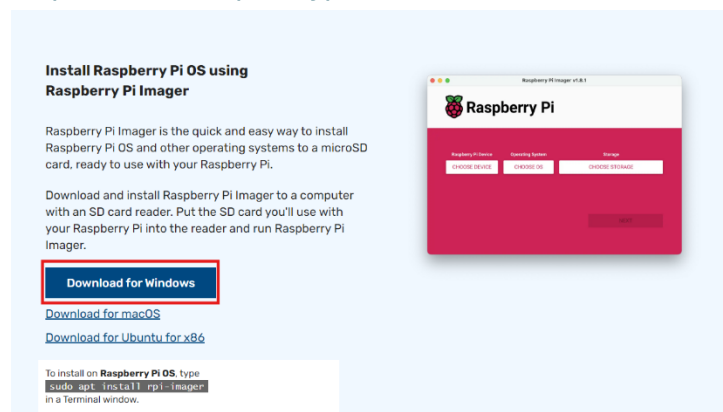 Install Raspberry Pi OS using
Raspberry Pi Imager
Raspberry Pi Imager is the quick and easy way to install
Raspberry Pi OS and other operating systems to a microSD
card, ready to use with your Raspberry Pi.
Download and install Raspberry Pi Imager to a computer
with an SD card reader. Put the SD card you'll use with
your Raspberry Pi into the reader and run Raspberry Pi
Imager.
Download for Windows
Download for macOS
Download for Ubuntu for x86
To install on Raspberry Pi OS, type
sudo apt install rpi-imager
in a Terminal window.
Raspberry Pi Imager v1.8.1
Raspberry Pi
Raspberry Pi Device Operating System Storage
CHOOSE DEVICE CHOOSE OS CHOOSE STORAGE
NEXT